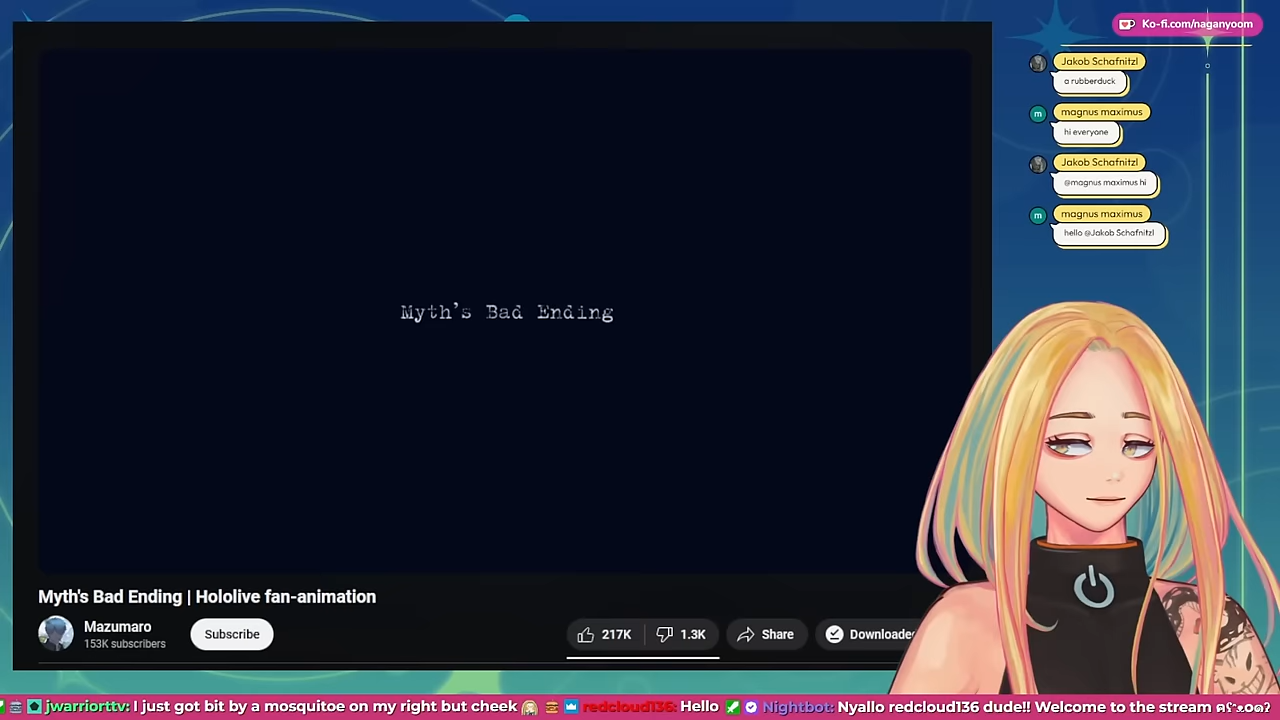 Ko-fi.com/naganyoom
Jakob Schafnitzl
a rubberduck
m
magnus maximus
hi everyone
Jakob Schafnitzl
@magnus maximus hi
m
magnus maximus
hello @Jakob Schafnitzl
Myth's Bad Ending
Myth's Bad Ending | Hololive fan-animation
Mazumaro
153K subscribers
Subscribe
217K
1.3K
Share
Downloaded
jwarriorttv: I just got bit by a mosquitoe on my right but cheek redcloud136: Hello Nightbot: Nyallo redcloud136 dude!! Welcome to the stream